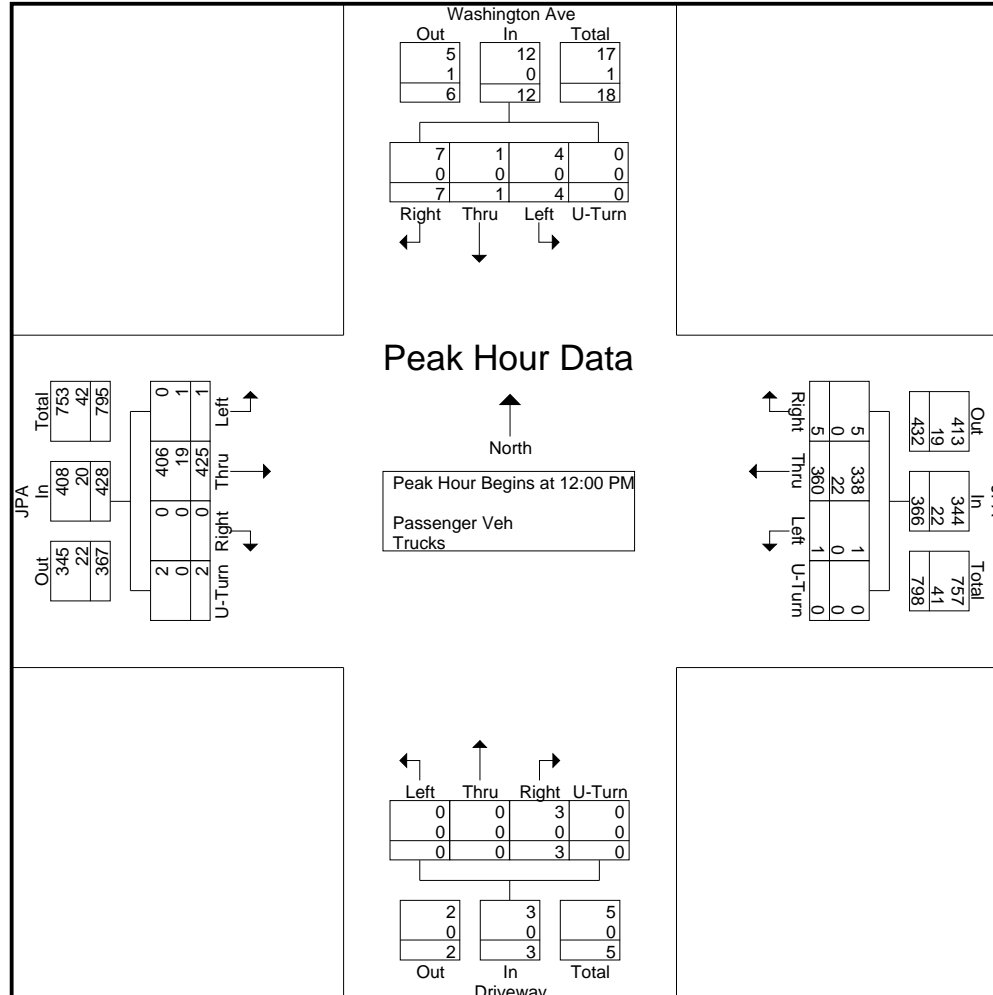 Washington Ave
Out In Total
5 12 17
1 0 1
6 12 18
7 1 4 0
0 0 0 0
7 1 4 0
Right Thru Left U-Turn
Peak Hour Data
North
Peak Hour Begins at 12:00 PM
Passenger Veh
Trucks
JPA
Out In Total
345 408 753
22 20 42
367 428 795
Left Thru Right U-Turn
0 406 0 2
1 19 0 0
1 425 0 2
Out In Total
413 344 757
19 22 41
432 366 798
Right Thru Left U-Turn
5 338 1 0
0 22 0 0
5 360 1 0
Left Thru Right U-Turn
0 0 3 0
0 0 0 0
0 0 3 0
2 3 5
0 0 0
2 3 5
Out In Total
Driveway